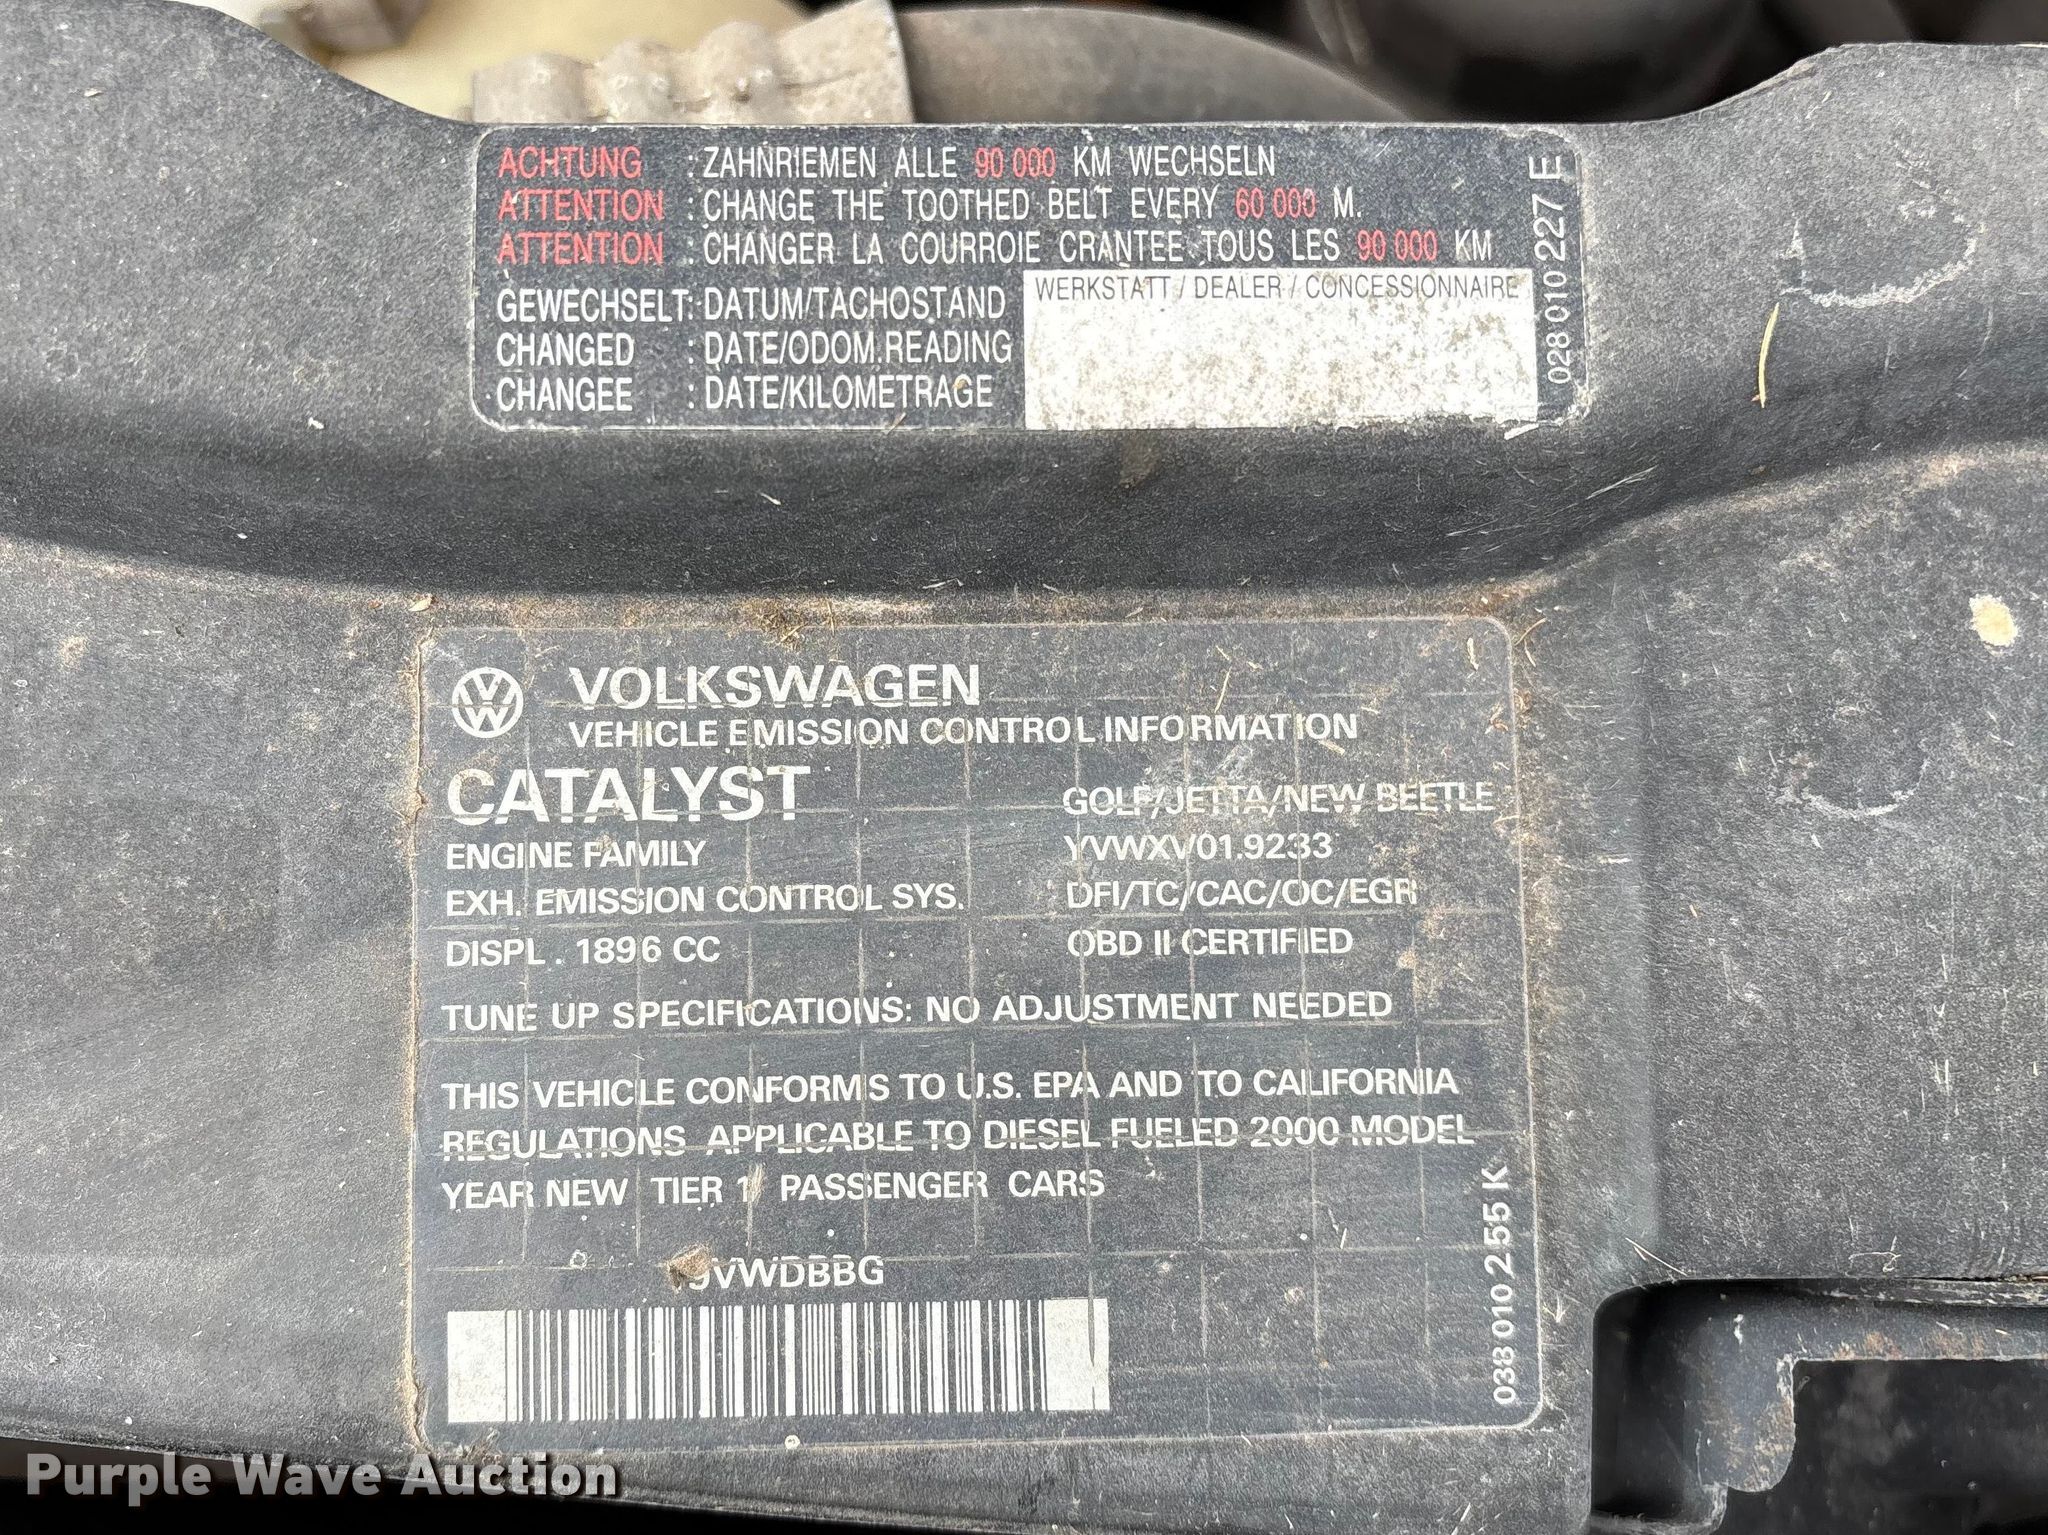 ACHTUNG : ZAHNRIEMEN ALLE 90 000 KM WECHSELN
ATTENTION : CHANGE THE TOOTHED BELT EVERY 60 000 M.
ATTENTION : CHANGER LA COURROIE CRANTEE TOUS LES 90 000 KM
GEWECHSELT: DATUM/TACHOSTAND
CHANGED : DATE/ODOM.READING
CHANGEE : DATE/KILOMETRAGE
WERKSTATT / DEALER / CONCESSIONNAIRE
028 010 227 E
VW VOLKSWAGEN
VEHICLE EMISSION CONTROL INFORMATION
CATALYST GOLF/JETTA/NEW BEETLE
ENGINE FAMILY YVWXV01.9233
EXH. EMISSION CONTROL SYS. DFI/TC/CAC/OC/EGR
DISPL. 1896 CC OBD II CERTIFIED
TUNE UP SPECIFICATIONS: NO ADJUSTMENT NEEDED
THIS VEHICLE CONFORMS TO U.S. EPA AND TO CALIFORNIA
REGULATIONS APPLICABLE TO DIESEL FUELED 2000 MODEL
YEAR NEW TIER 1 PASSENGER CARS
038 010 255 K
Purple Wave Auction